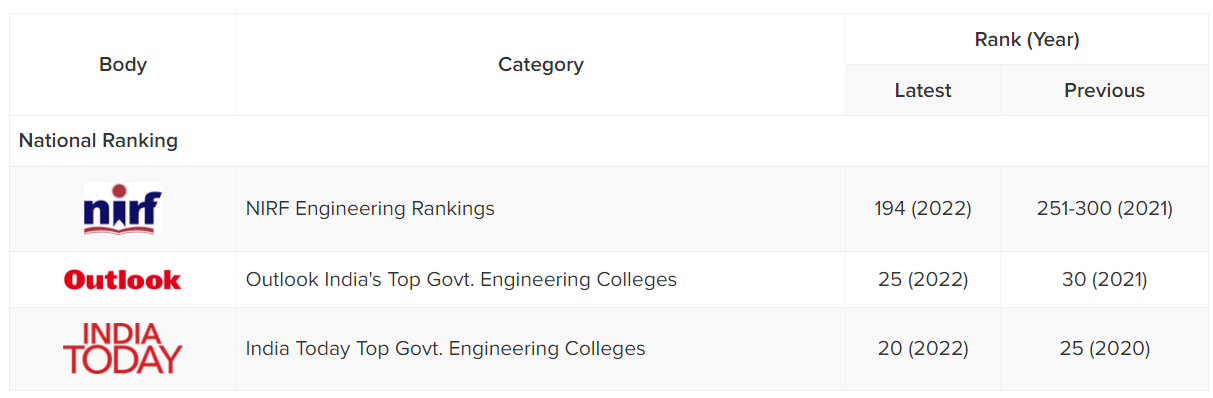 Body
Category
Rank (Year)
Latest
Previous
National Ranking
nirf
NIRF Engineering Rankings
194 (2022)
251-300 (2021)
Outlook
Outlook India's Top Govt. Engineering Colleges
25 (2022)
30 (2021)
INDIA
TODAY
India Today Top Govt. Engineering Colleges
20 (2022)
25 (2020)